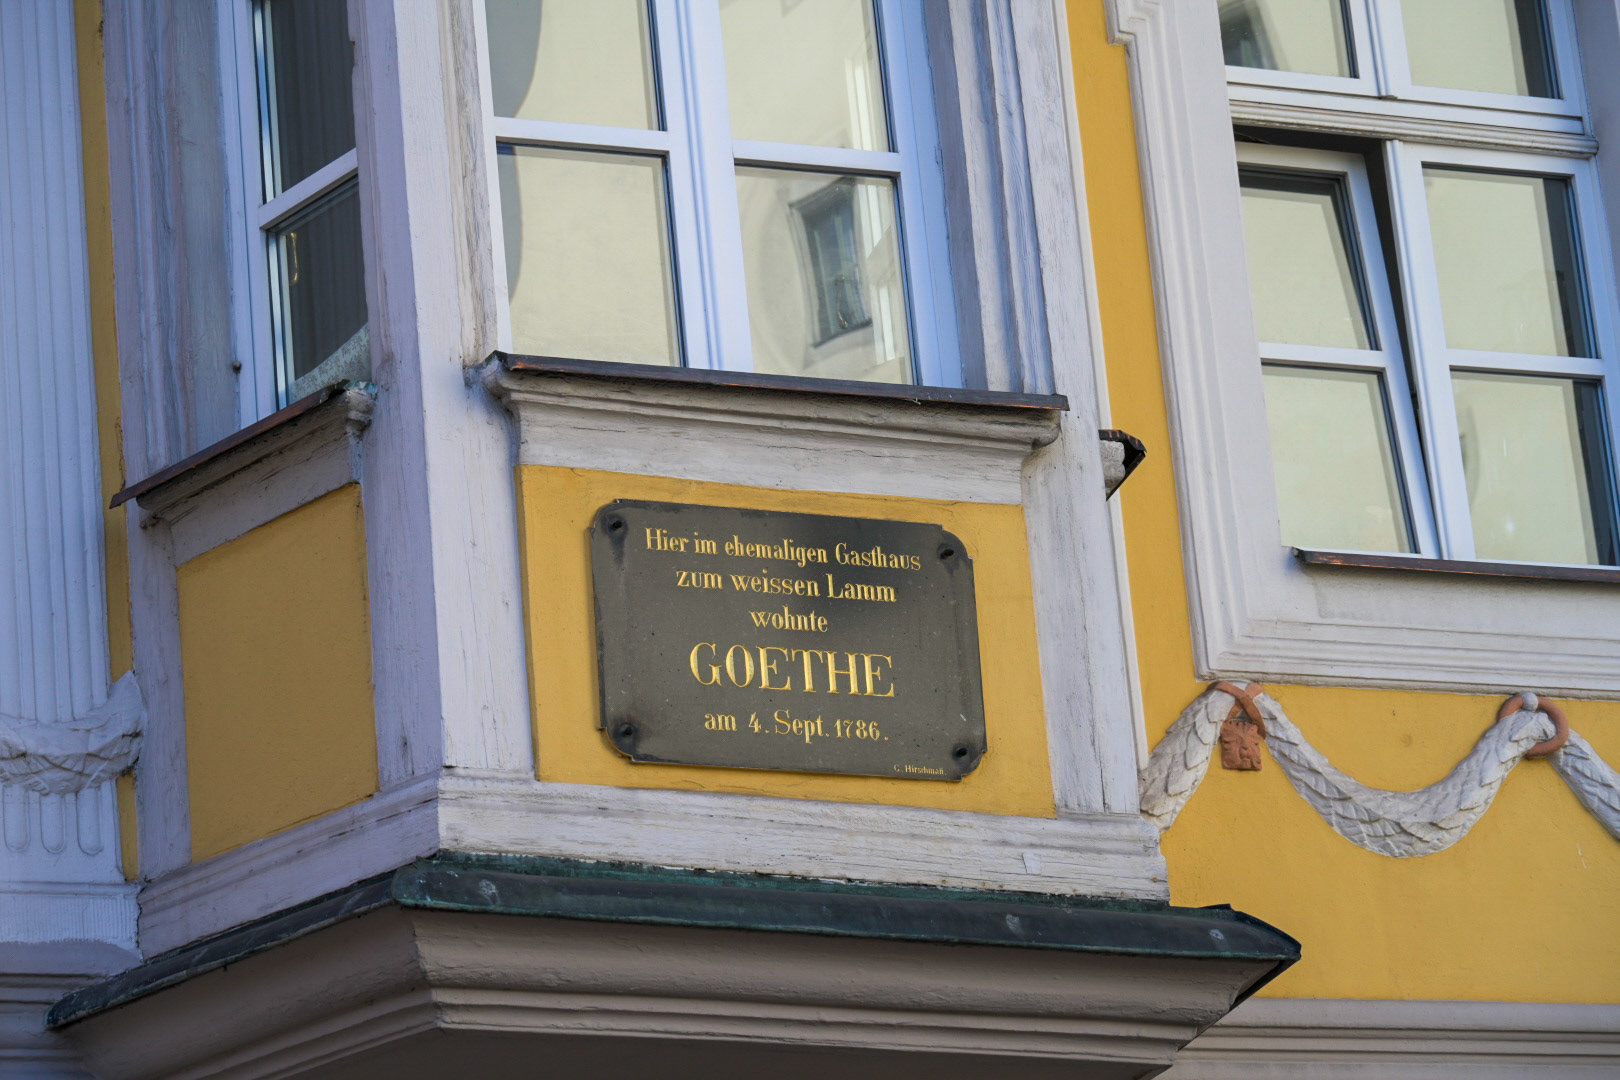 Hier im ehemaligen Gasthaus
zum weissen Lamm
wohnte
GOETHE
am 4. Sept. 1786.